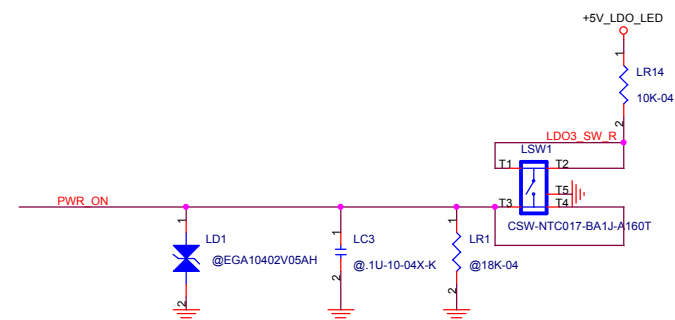 +5V_LDO_LED
1
LR14
10K-04
2
LDO3_SW_R
LSW1
T1
T2
T5
T3
T4
PWR_ON
CSW-NTC017-BA1J-A160T
1
LD1
@EGA10402V05AH
2
1
LC3
@.1U-10-04X-K
2
1
LR1
@18K-04
2